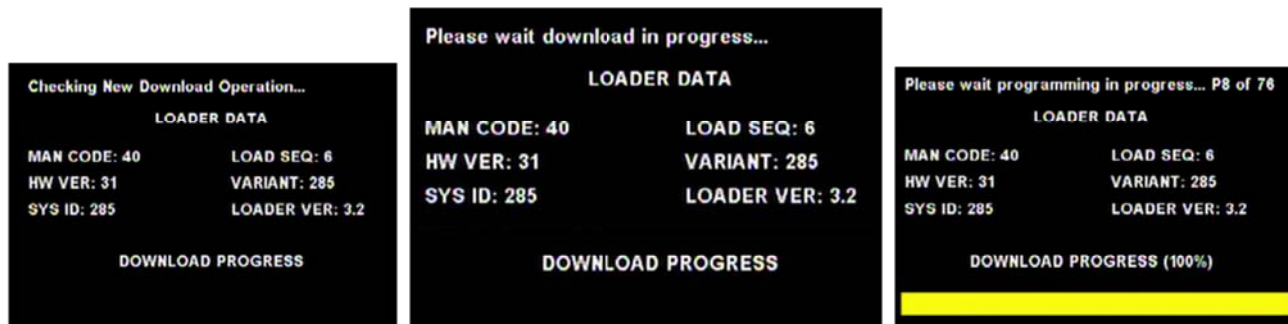 Checking New Download Operation...
LOADER DATA
MAN CODE: 40 LOAD SEQ: 6
HW VER: 31 VARIANT: 285
SYS ID: 285 LOADER VER: 3.2
DOWNLOAD PROGRESS
Please wait download in progress...
LOADER DATA
MAN CODE: 40 LOAD SEQ: 6
HW VER: 31 VARIANT: 285
SYS ID: 285 LOADER VER: 3.2
DOWNLOAD PROGRESS
Please wait programming in progress... P8 of 76
LOADER DATA
MAN CODE: 40 LOAD SEQ: 6
HW VER: 31 VARIANT: 285
SYS ID: 285 LOADER VER: 3.2
DOWNLOAD PROGRESS (100%)